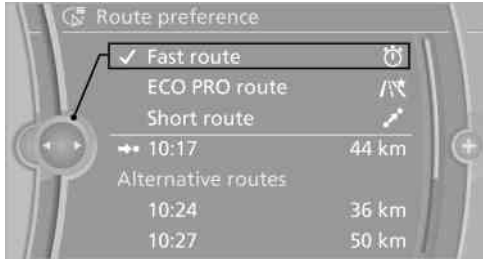 Route preference
Fast route
ECO PRO route
Short route
10:17 44 km
Alternative routes
10:24 36 km
10:27 50 km